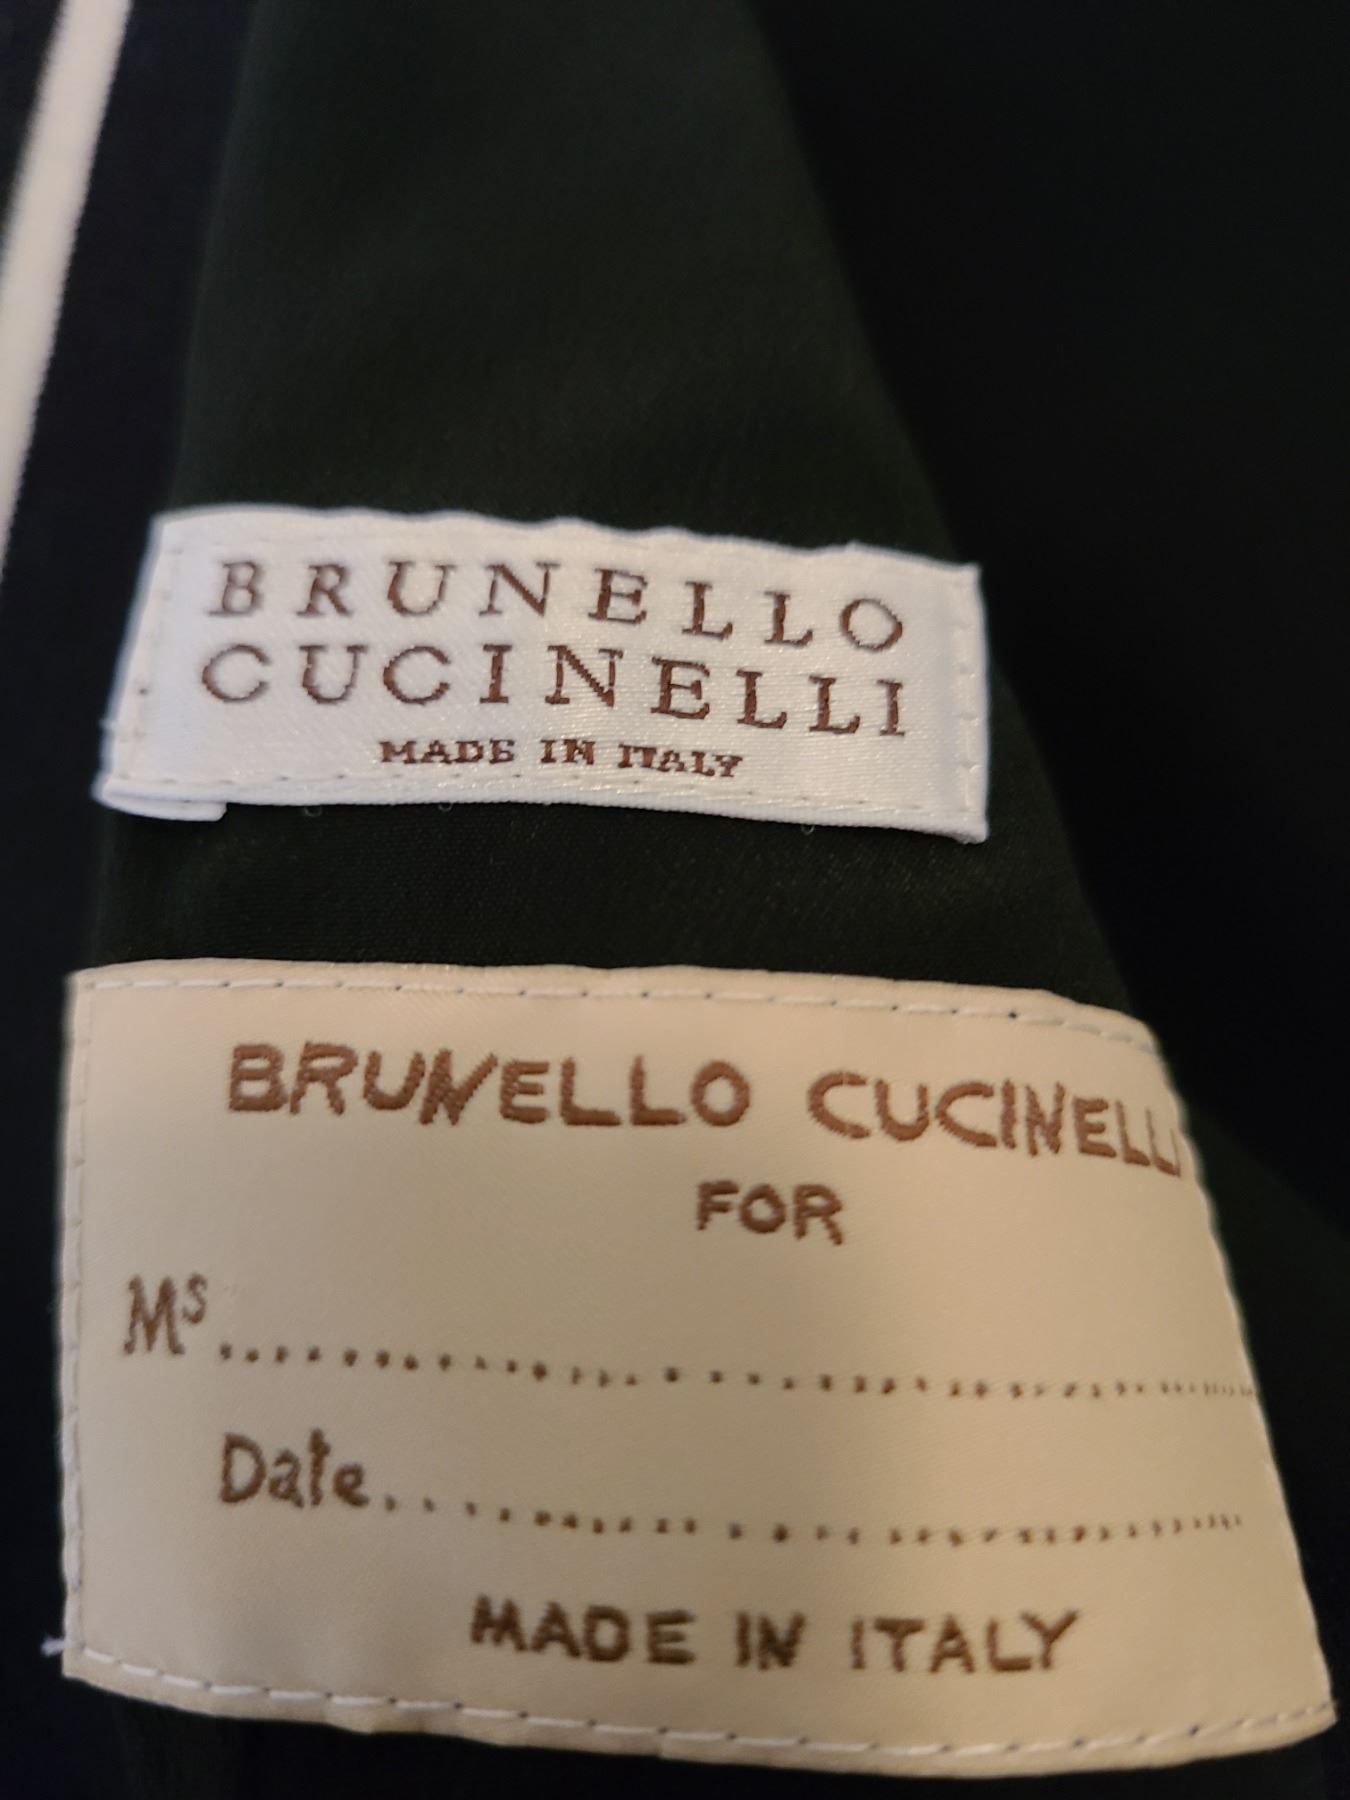 BRUNELLO
CUCINELLI
MADE IN ITALY
BRUNELLO CUCINELLI
FOR
Ms........................................
Date........................................
MADE IN ITALY